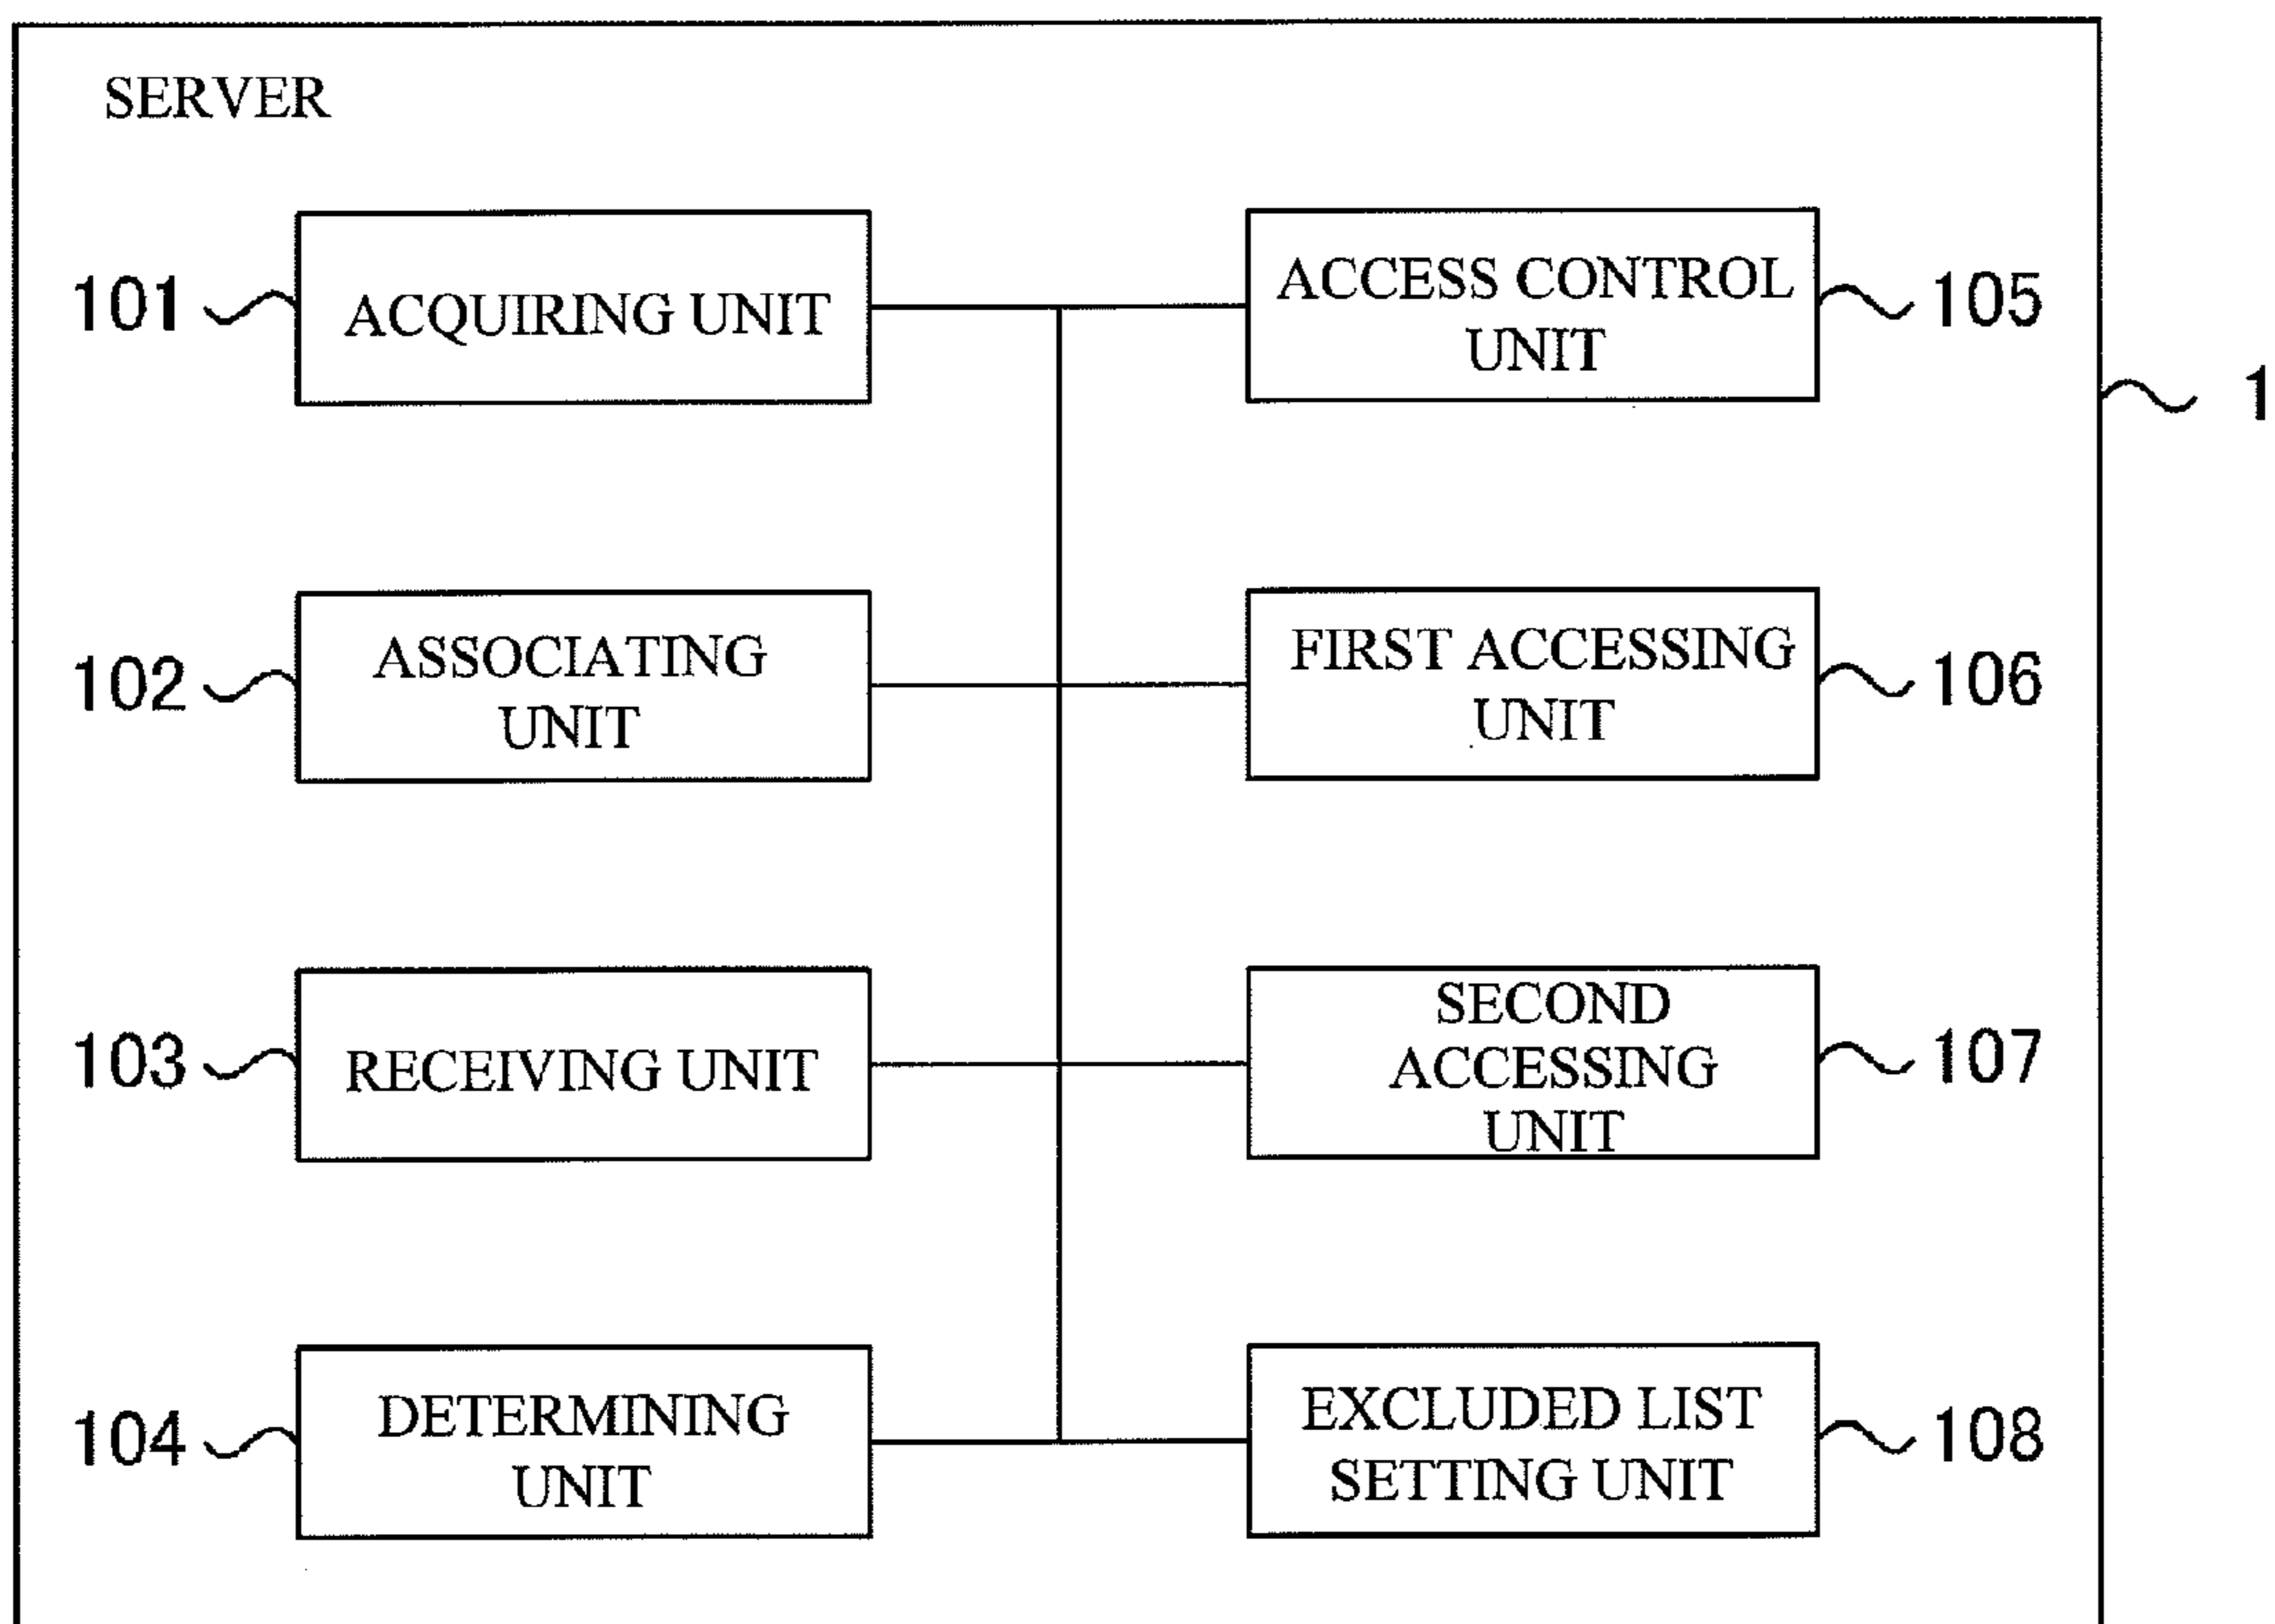 SERVER
101
ACQUIRING UNIT
ACCESS CONTROL
UNIT
105
1
102
ASSOCIATING
UNIT
FIRST ACCESSING
UNIT
106
103
RECEIVING UNIT
SECOND
ACCESSING
UNIT
107
104
DETERMINING
UNIT
EXCLUDED LIST
SETTING UNIT
108